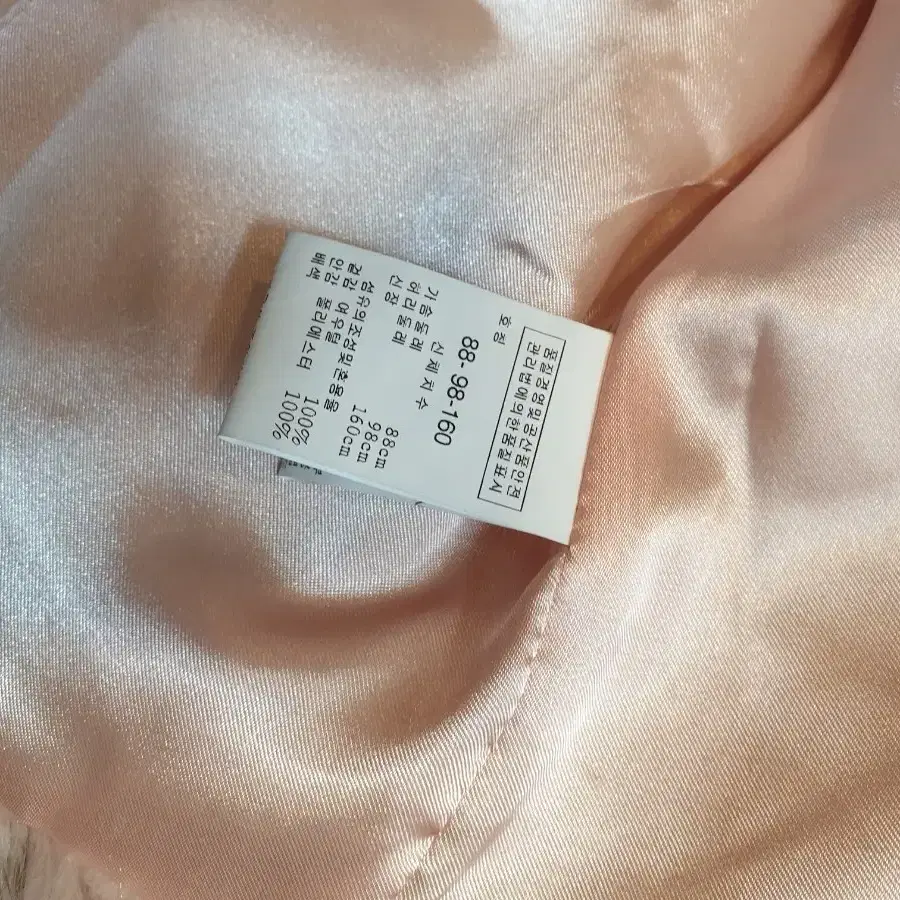 품질경영및 공산품안전
관리법에의한품질표시
호칭
88-98-160
신체치수
가슴둘레 88cm
허리둘레 98cm
신장 160cm
섬유의조성및혼용율
겉감 여우털 100%
안감 폴리에스터 100%
배색